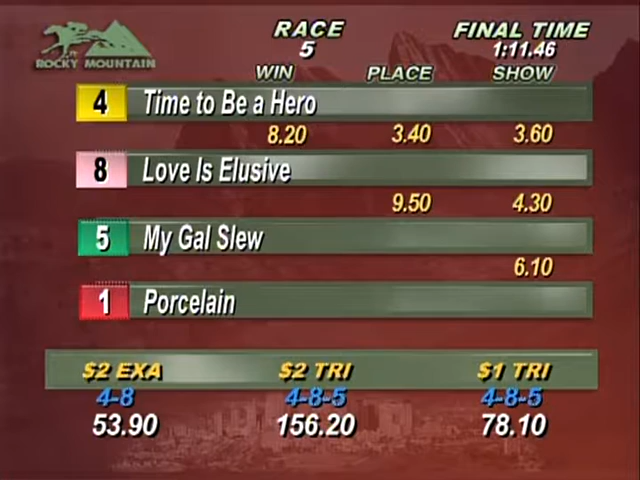 RACE
5
FINAL TIME
1:11.46
ROCKY MOUNTAIN
WIN PLACE SHOW
4 Time to Be a Hero
8.20 3.40 3.60
8 Love Is Elusive
9.50 4.30
5 My Gal Slew
6.10
1 Porcelain
$2 EXA $2 TRI $1 TRI
4-8 4-8-5 4-8-5
53.90 156.20 78.10